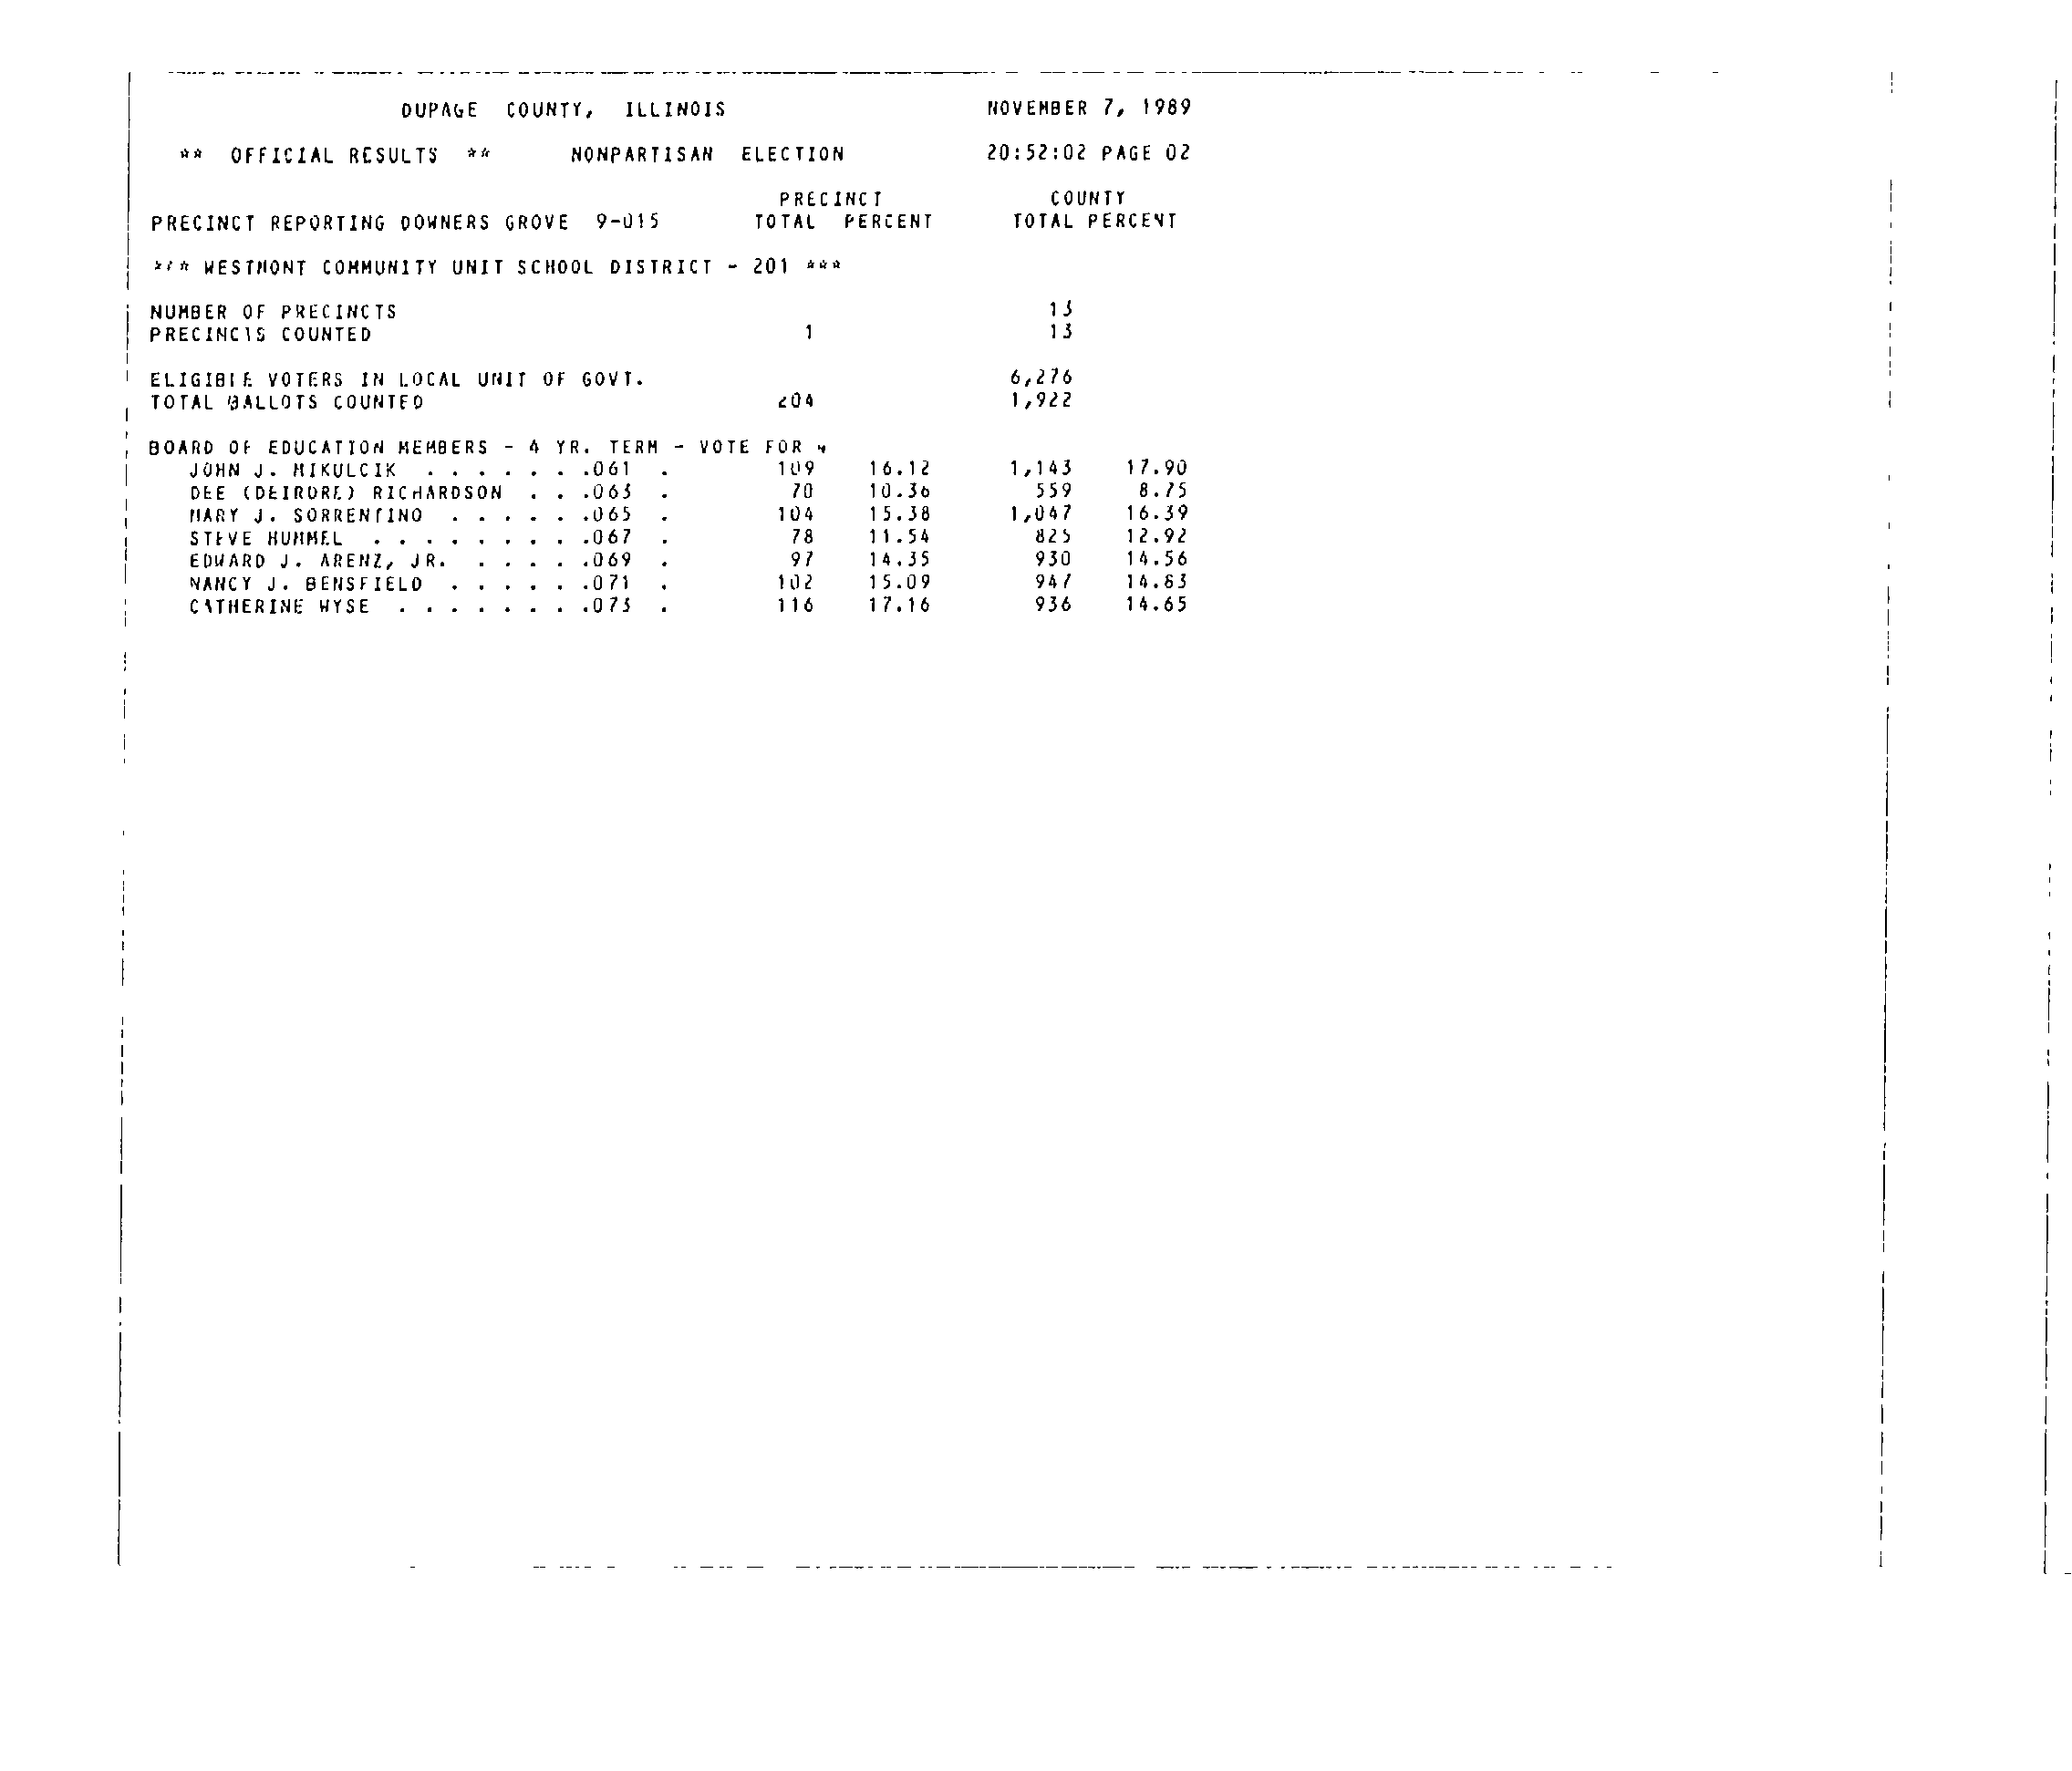 DUPAGE COUNTY, ILLINOIS NOVEMBER 7, 1989
** OFFICIAL RESULTS ** NONPARTISAN ELECTION 20:52:02 PAGE 02
PRECINCT COUNTY
PRECINCT REPORTING DOWNERS GROVE 9-015 TOTAL PERCENT TOTAL PERCENT
*** WESTMONT COMMUNITY UNIT SCHOOL DISTRICT - 201 ***
NUMBER OF PRECINCTS 13
PRECINCTS COUNTED 1 13
ELIGIBLE VOTERS IN LOCAL UNIT OF GOVT. 6,276
TOTAL BALLOTS COUNTED 204 1,922
BOARD OF EDUCATION MEMBERS - 4 YR. TERM - VOTE FOR 4
JOHN J. MIKULCIK . . . . . . .061 . 109 16.12 1,143 17.90
DEE (DEIRDRE) RICHARDSON . . .063 . 70 10.36 559 8.75
MARY J. SORRENTINO . . . . . .065 . 104 15.38 1,047 16.39
STEVE HUMMEL . . . . . . . . .067 . 78 11.54 825 12.92
EDWARD J. ARENZ, JR. . . . . .069 . 97 14.35 930 14.56
NANCY J. BENSFIELD . . . . . .071 . 102 15.09 947 14.83
CATHERINE WYSE . . . . . . . .073 . 116 17.16 936 14.65